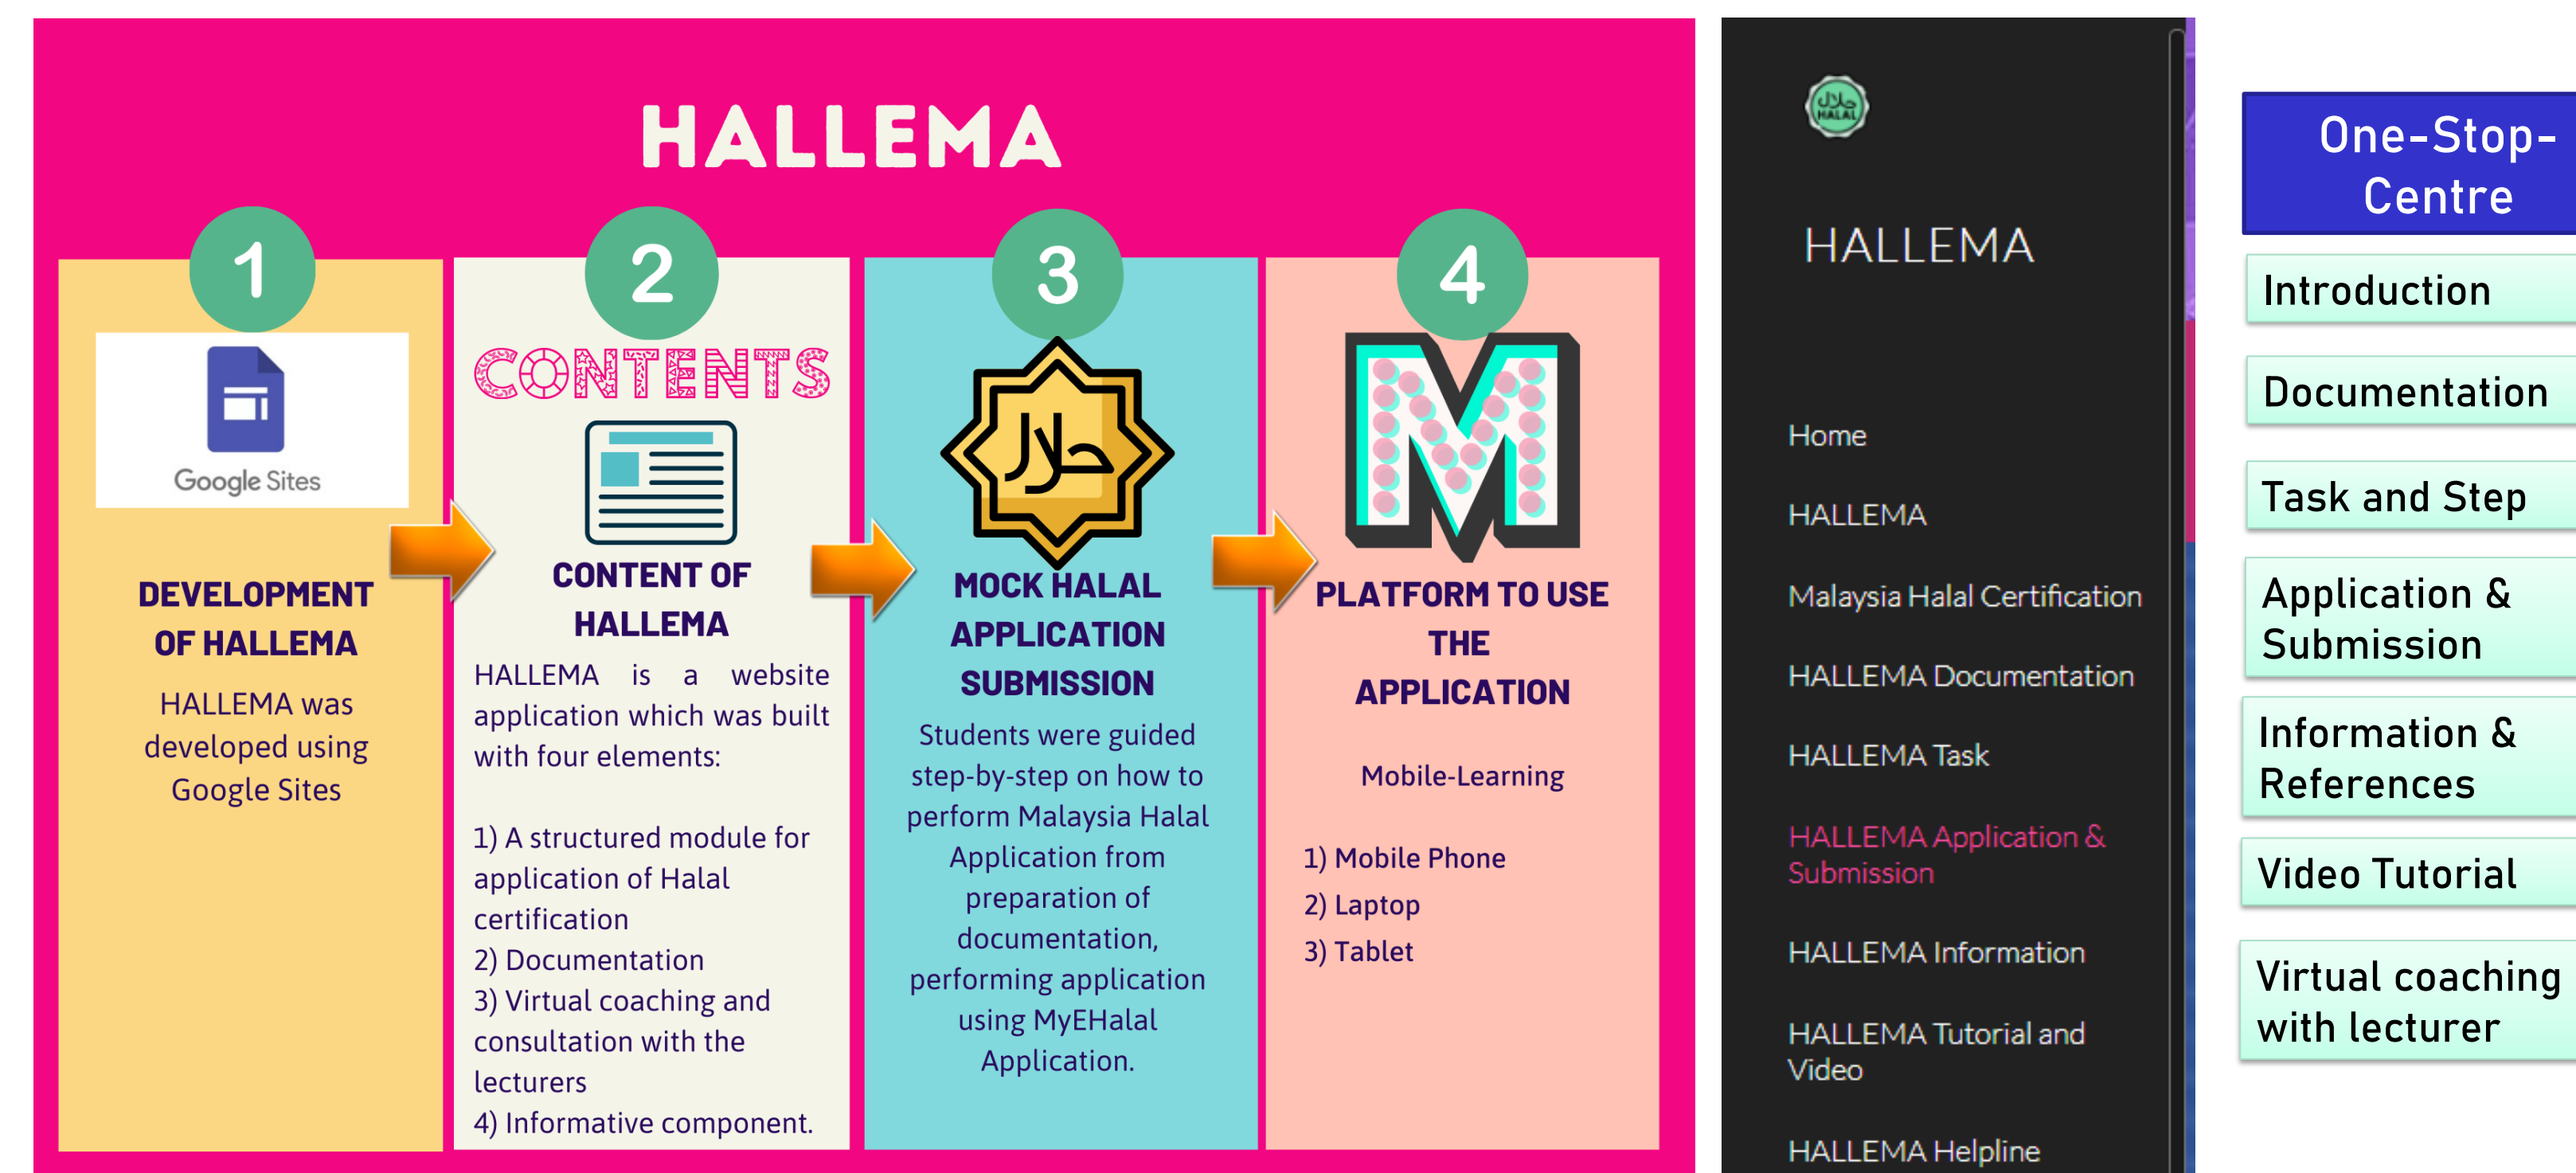 HALLEMA
1
Google Sites
DEVELOPMENT
OF HALLEMA
HALLEMA was
developed using
Google Sites
2
CONTENTS
CONTENT OF
HALLEMA
HALLEMA is a website
application which was built
with four elements:
1) A structured module for
application of Halal
certification
2) Documentation
3) Virtual coaching and
consultation with the
lecturers
4) Informative component.
3
حلال
MOCK HALAL
APPLICATION
SUBMISSION
Students were guided
step-by-step on how to
perform Malaysia Halal
Application from
preparation of
documentation,
performing application
using MyEHalal
Application.
4
M
PLATFORM TO USE
THE
APPLICATION
Mobile-Learning
1) Mobile Phone
2) Laptop
3) Tablet
حلال
HALAL
HALLEMA
Home
HALLEMA
Malaysia Halal Certification
HALLEMA Documentation
HALLEMA Task
HALLEMA Application &
Submission
HALLEMA Information
HALLEMA Tutorial and
Video
HALLEMA Helpline
One-Stop-
Centre
Introduction
Documentation
Task and Step
Application &
Submission
Information &
References
Video Tutorial
Virtual coaching
with lecturer